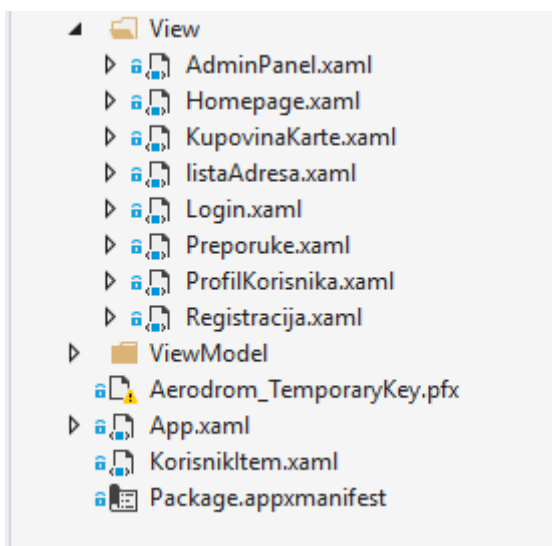 View
AdminPanel.xaml
Homepage.xaml
KupovinaKarte.xaml
listaAdresa.xaml
Login.xaml
Preporuke.xaml
ProfilKorisnika.xaml
Registracija.xaml
ViewModel
Aerodrom_TemporaryKey.pfx
App.xaml
KorisnikItem.xaml
Package.appxmanifest